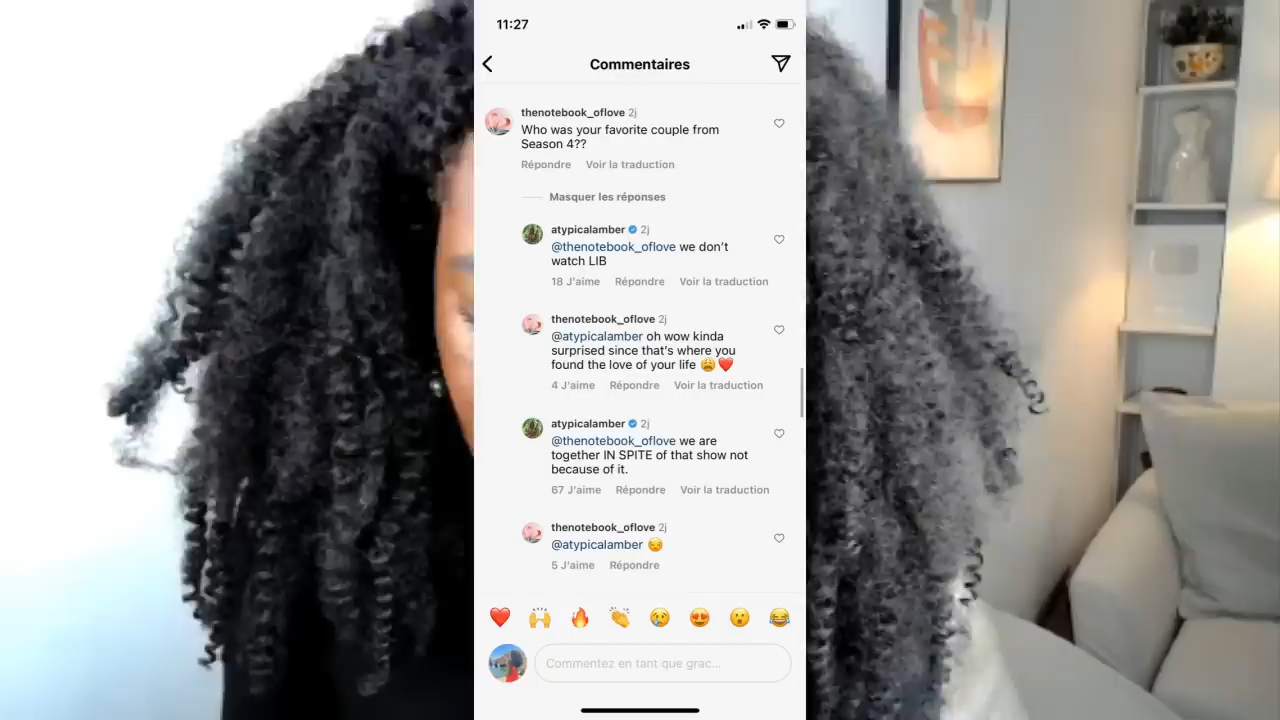 11:27
Commentaires
thenotebook_oflove 2j
Who was your favorite couple from
Season 4??
Répondre Voir la traduction
Masquer les réponses
atypicalamber 2j
@thenotebook_oflove we don't
watch LIB
18 J'aime Répondre Voir la traduction
thenotebook_oflove 2j
@atypicalamber oh wow kinda
surprised since that's where you
found the love of your life 😩❤️
4 J'aime Répondre Voir la traduction
atypicalamber 2j
@thenotebook_oflove we are
together IN SPITE of that show not
because of it.
67 J'aime Répondre Voir la traduction
thenotebook_oflove 2j
@atypicalamber 😒
5 J'aime Répondre
❤️ 🙌 🔥 👏 😢 😍 😮 😂
Commentez en tant que grac...